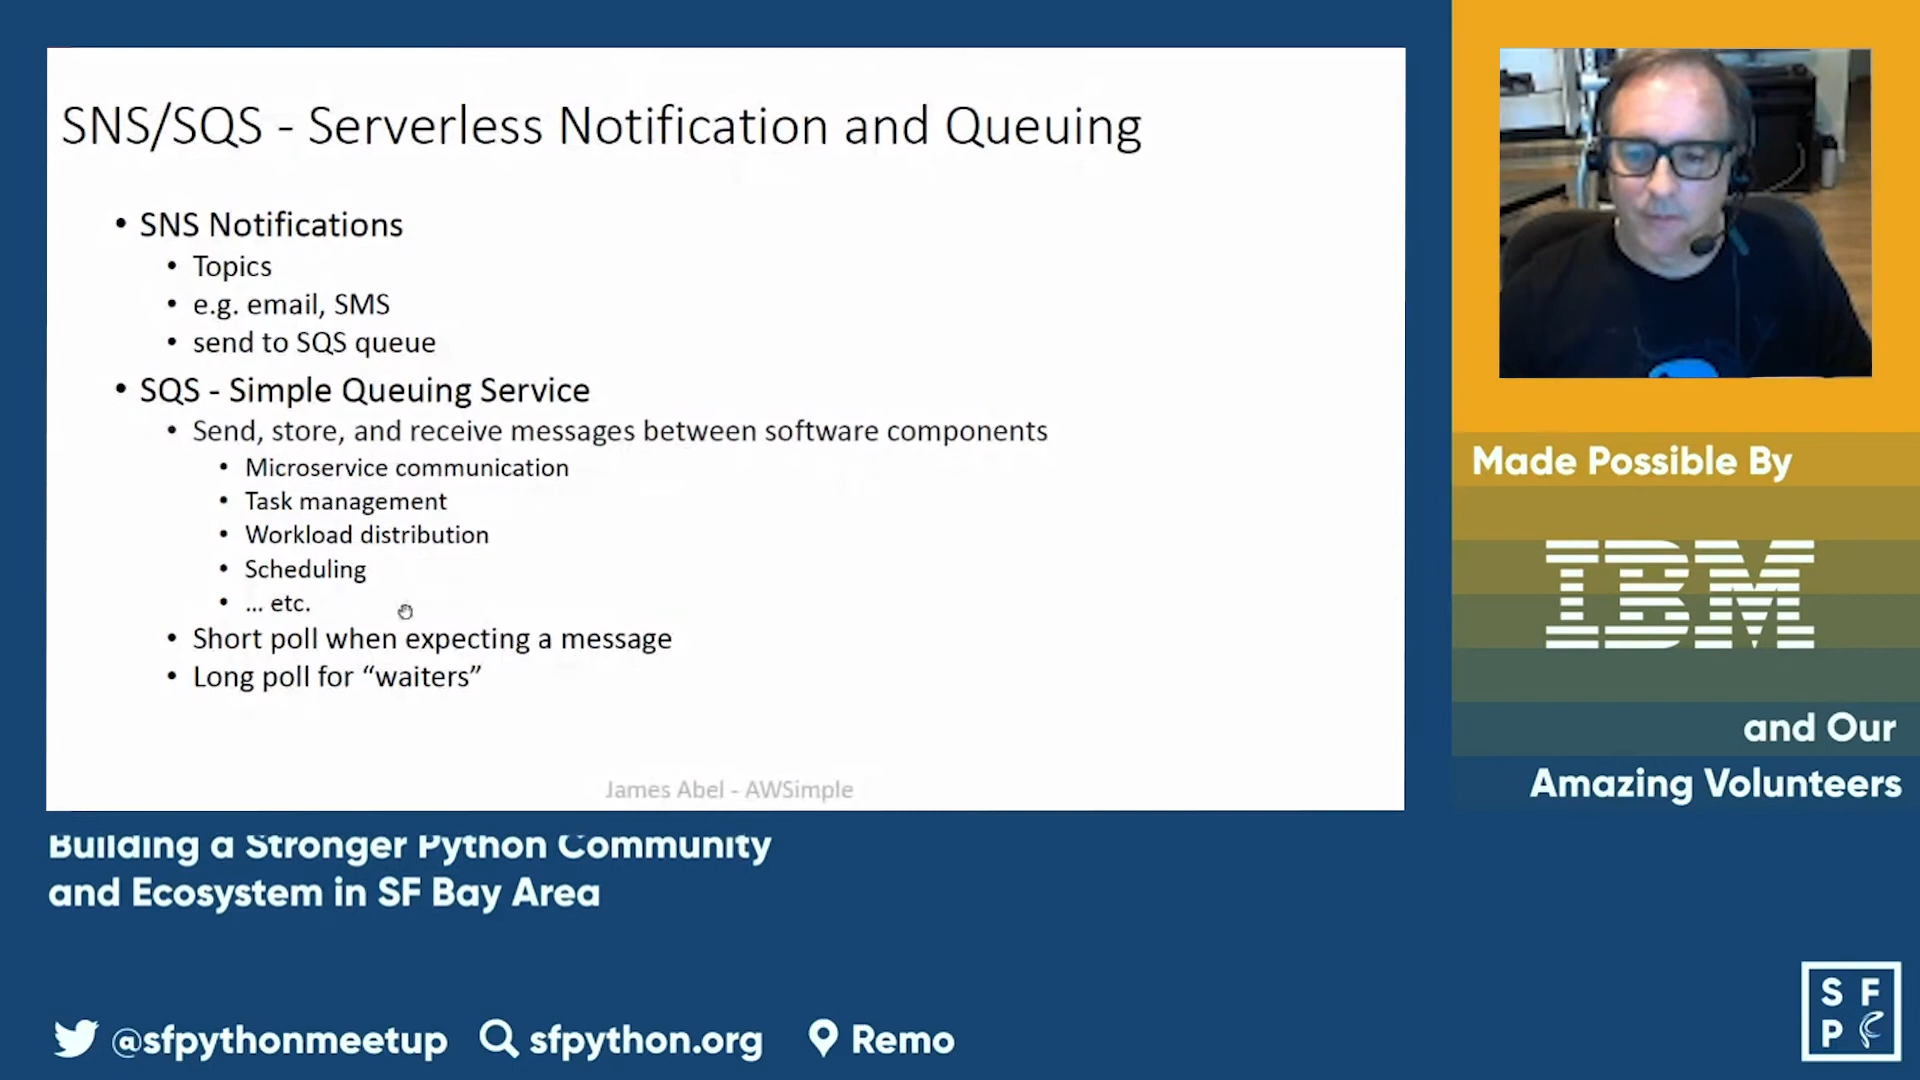 SNS/SQS - Serverless Notification and Queuing
• SNS Notifications
• Topics
• e.g. email, SMS
• send to SQS queue
• SQS - Simple Queuing Service
• Send, store, and receive messages between software components
• Microservice communication
• Task management
• Workload distribution
• Scheduling
• ... etc.
• Short poll when expecting a message
• Long poll for “waiters”
James Abel - AWSimple
Made Possible By
IBM
and Our
Amazing Volunteers
Building a Stronger Python Community
and Ecosystem in SF Bay Area
@sfpythonmeetup
sfpython.org
Remo
S F
P